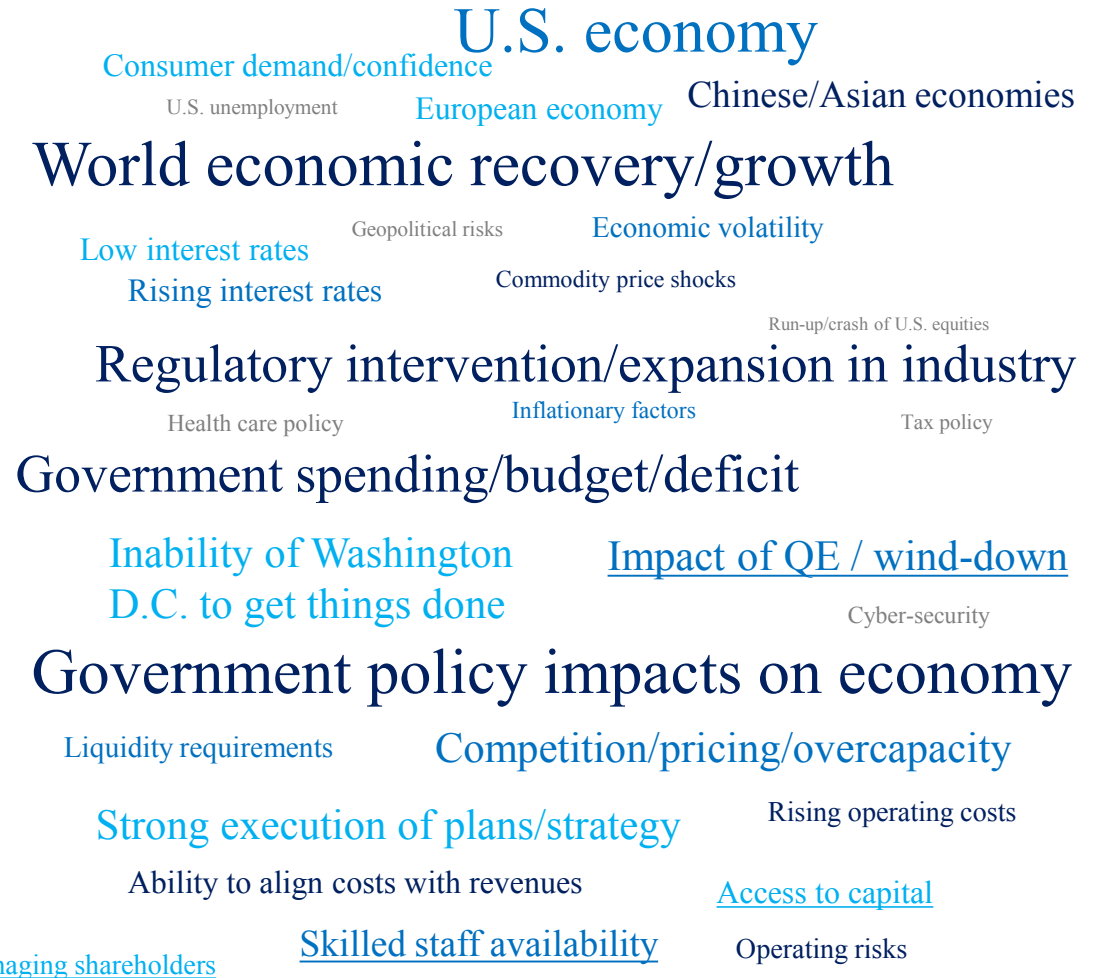 U.S. economy
Consumer demand/confidence
Chinese/Asian economies
U.S. unemployment
European economy
World economic recovery/growth
Geopolitical risks
Economic volatility
Low interest rates
Commodity price shocks
Rising interest rates
Run-up/crash of U.S. equities
Regulatory intervention/expansion in industry
Inflationary factors
Health care policy
Tax policy
Government spending/budget/deficit
Inability of Washington
D.C. to get things done
Impact of QE / wind-down
Cyber-security
Government policy impacts on economy
Liquidity requirements
Competition/pricing/overcapacity
Strong execution of plans/strategy
Rising operating costs
Ability to align costs with revenues
Access to capital
Skilled staff availability
Operating risks
shareholders